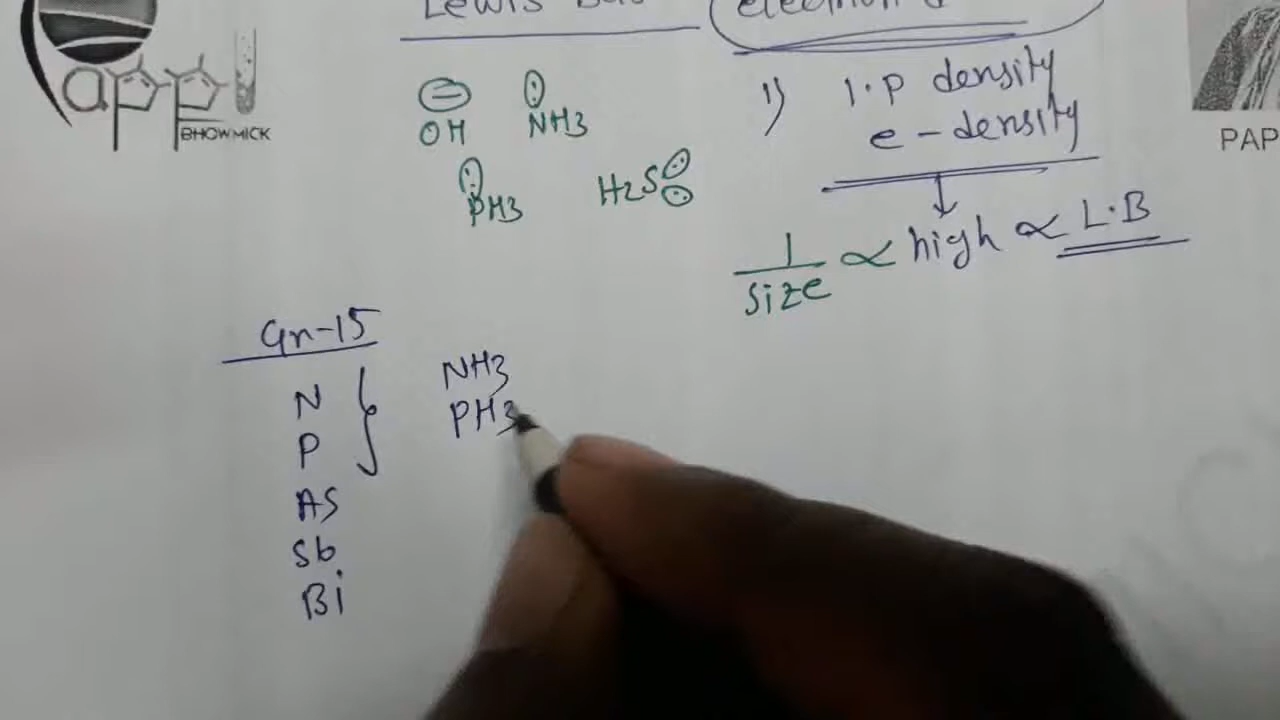 Lewis
electron
1) l.p density
e - density
OH NH3
PH3 H2S
1/size ∝ high ∝ L.B
Gr-15
N
P
AS
Sb
Bi
NH3
PH3
BHOWMICK
PAP